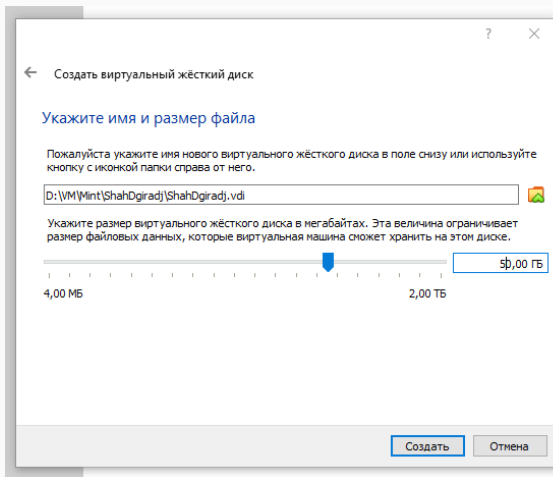 ?
Создать виртуальный жёсткий диск
Укажите имя и размер файла
Пожалуйста укажите имя нового виртуального жёсткого диска в поле снизу или используйте
кнопку с иконкой папки справа от него.
D:\VM\Mint\ShahDgiradj\ShahDgiradj.vdi
Укажите размер виртуального жёсткого диска в мегабайтах. Эта величина ограничивает
размер файловых данных, которые виртуальная машина сможет хранить на этом диске.
50,00 ГБ
4,00 МБ 2,00 ТБ
Создать Отмена